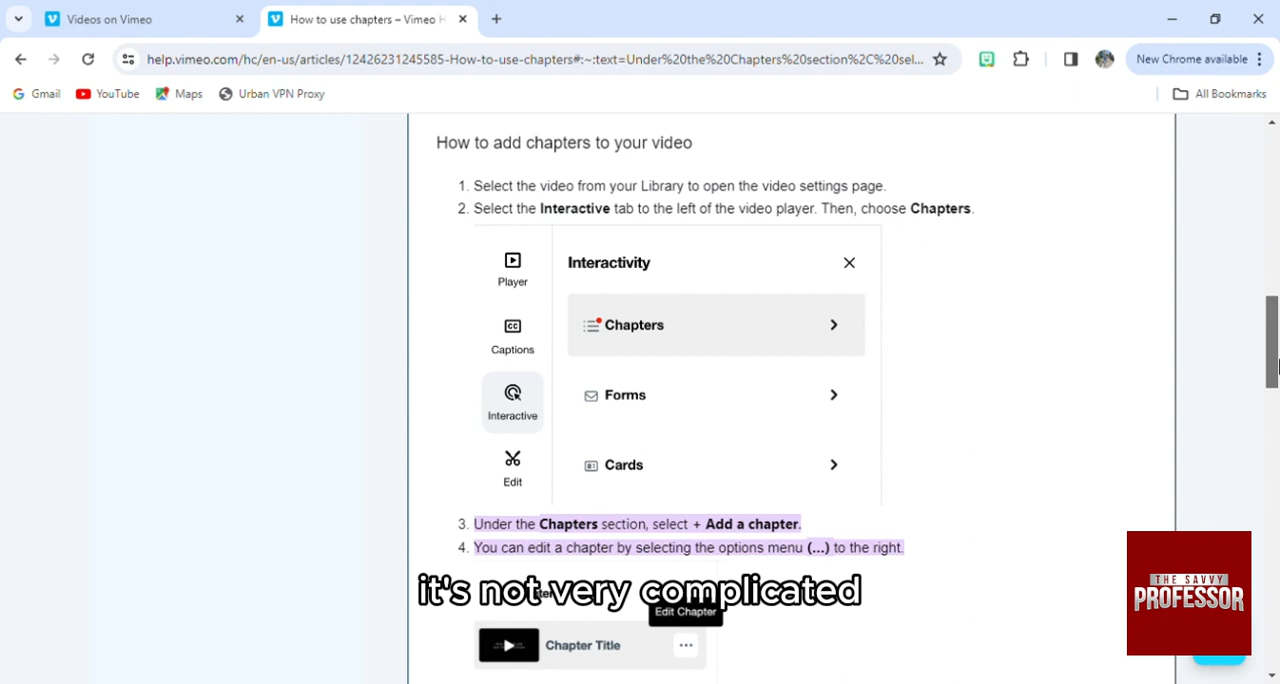 Videos on Vimeo
How to use chapters – Vimeo H
help.vimeo.com/hc/en-us/articles/12426231245585-How-to-use-chapters#:~:text=Under%20the%20Chapters%20section%2C%20sel...
New Chrome available
Gmail
YouTube
Maps
Urban VPN Proxy
All Bookmarks
How to add chapters to your video
1. Select the video from your Library to open the video settings page.
2. Select the Interactive tab to the left of the video player. Then, choose Chapters.
Player
Interactivity
Chapters
CC
Captions
Forms
Interactive
Cards
Edit
3. Under the Chapters section, select + Add a chapter.
4. You can edit a chapter by selecting the options menu (...) to the right.
it's not very complicated
Edit Chapter
Chapter Title
THE SAVVY
PROFESSOR